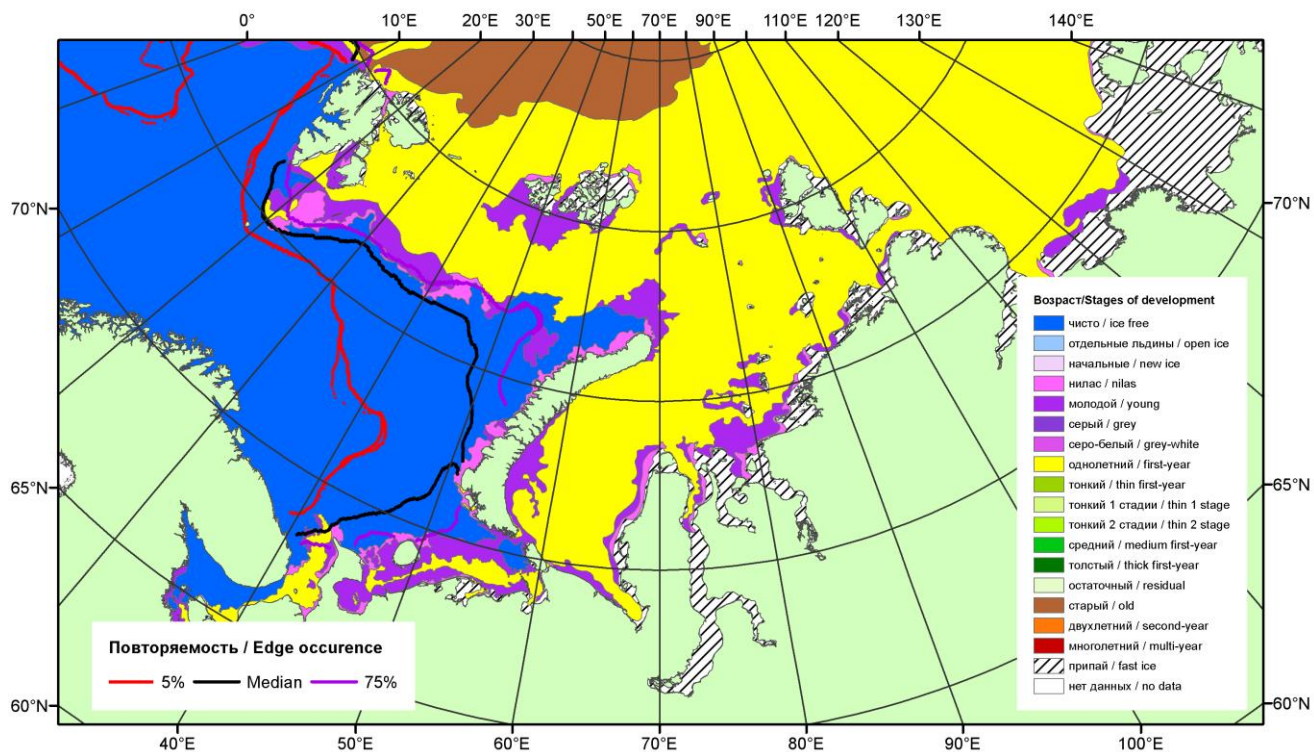 0°
10°E
20°E
30°E
40°E
50°E
60°E
70°E
80°E
90°E
100°E
110°E
120°E
130°E
140°E
70°N
70°N
65°N
65°N
60°N
60°N
Возраст/Stages of development
чисто / ice free
отдельные льдины / open ice
начальные / new ice
нилас / nilas
молодой / young
серый / grey
серо-белый / grey-white
однолетний / first-year
тонкий / thin first-year
тонкий 1 стадии / thin 1 stage
тонкий 2 стадии / thin 2 stage
средний / medium first-year
толстый / thick first-year
остаточный / residual
старый / old
двухлетний / second-year
многолетний / multi-year
припай / fast ice
нет данных / no data
Повторяемость / Edge occurence
5%
Median
75%
40°E
50°E
60°E
70°E
80°E
90°E
100°E